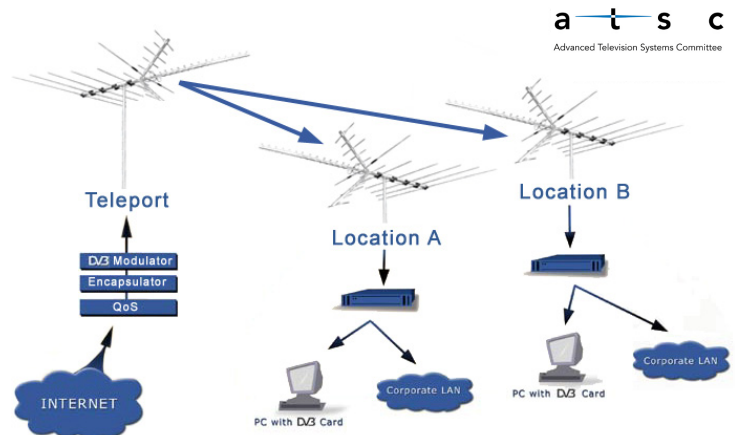 atsc
Advanced Television Systems Committee
Teleport
Location A
Location B
DVB Modulator
Encapsulator
QoS
INTERNET
PC with DVB Card
Corporate LAN
PC with DVB Card
Corporate LAN